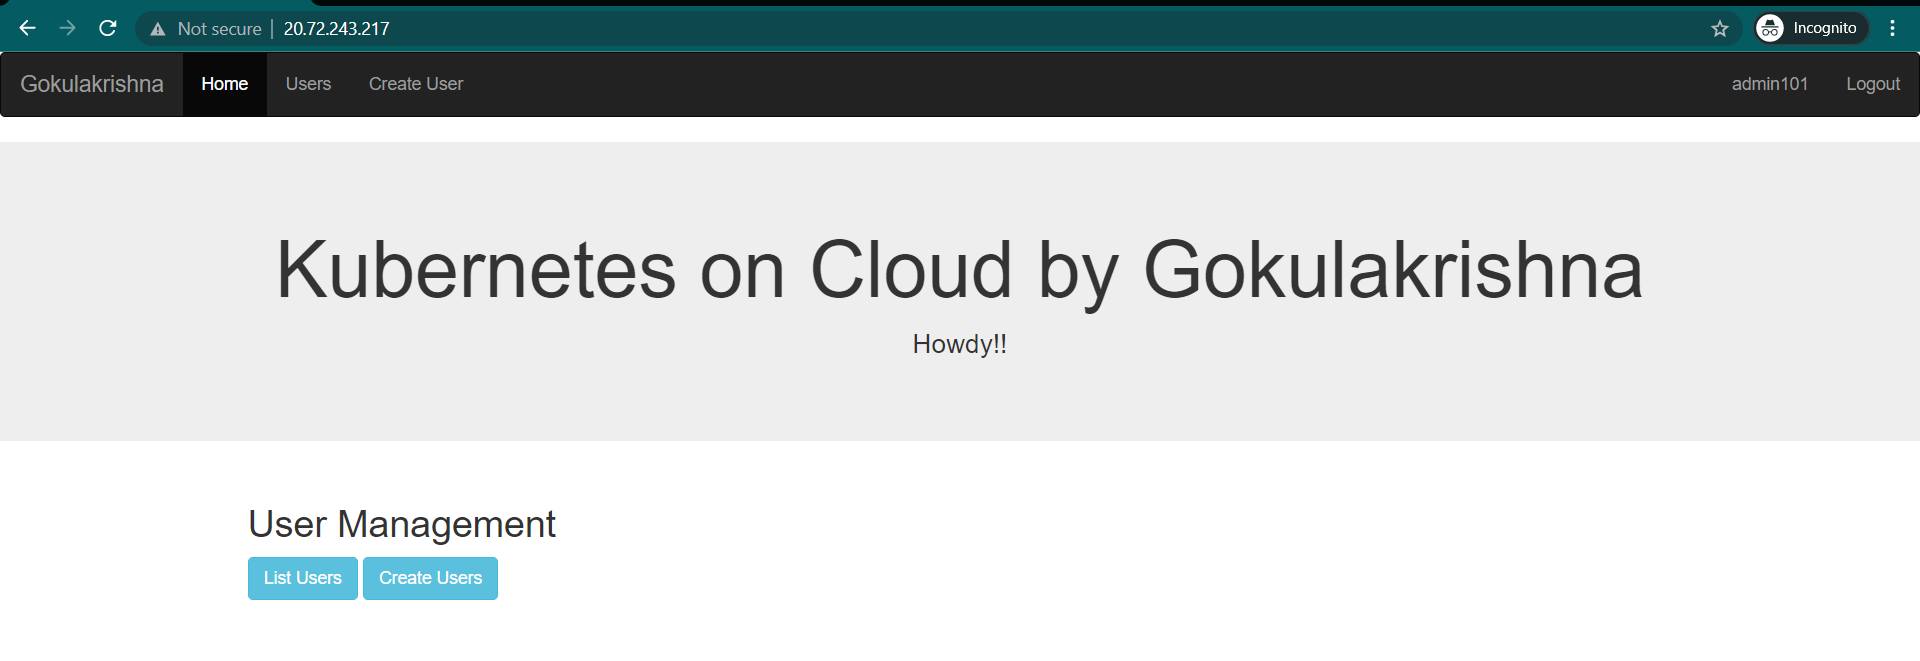 Not secure | 20.72.243.217
Incognito
Gokulakrishna Home Users Create User admin101 Logout
Kubernetes on Cloud by Gokulakrishna
Howdy!!
User Management
List Users Create Users